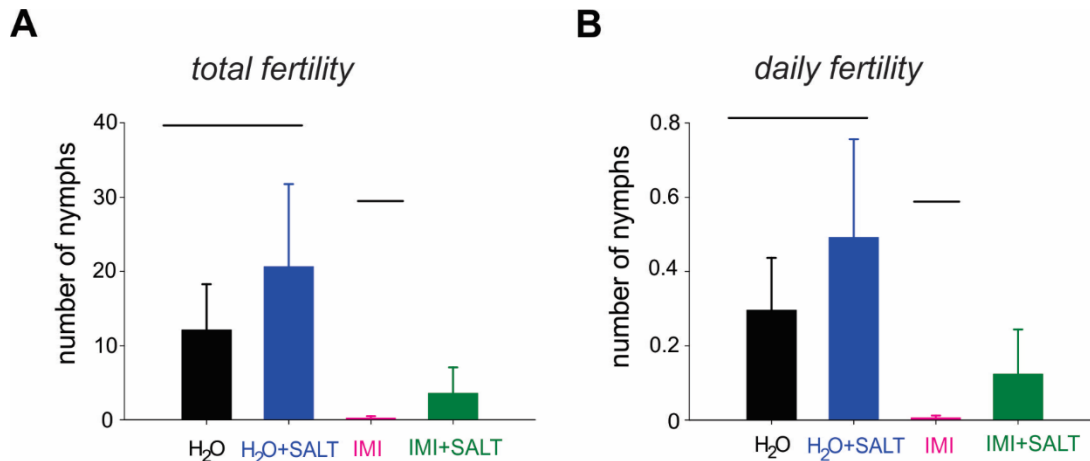 A
total fertility
number of nymphs
40
30
20
10
0
H₂O
H₂O+SALT
IMI
IMI+SALT
B
daily fertility
number of nymphs
0.8
0.6
0.4
0.2
0
H₂O
H₂O+SALT
IMI
IMI+SALT